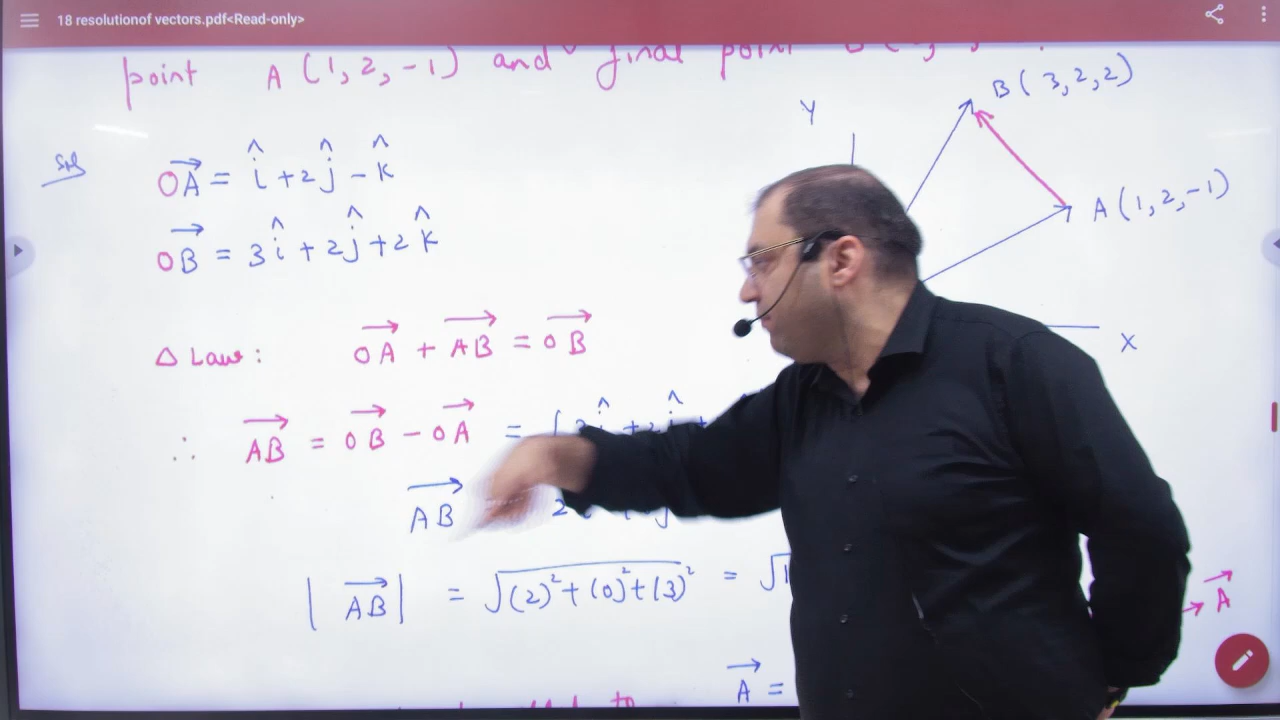 18 resolutionof vectors.pdf<Read-only>
point A (1, 2, -1) and final point B (
B ( 3, 2, 2)
Y
Sol
→OA = î + 2ĵ - k̂
A (1, 2, -1)
→OB = 3î + 2ĵ + 2k̂
X
Δ Law : →OA + →AB = →OB
∴ →AB = →OB - →OA =
→AB
|→AB| = √(2)² + (0)² + (3)² = √1
→A
→A =